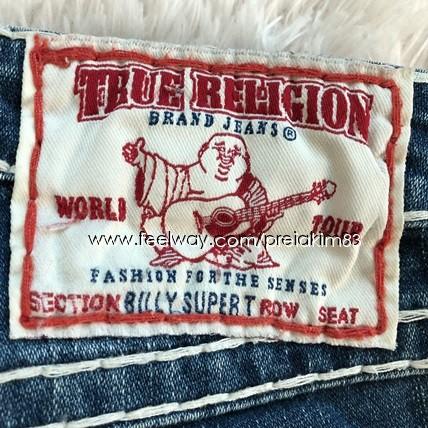 TRUE RELIGION
BRAND JEANS®
WORLD TOUR
www.feelway.com/preiakim83
FASHION FOR THE SENSES
SECTION BILLY SUPER T ROW SEAT